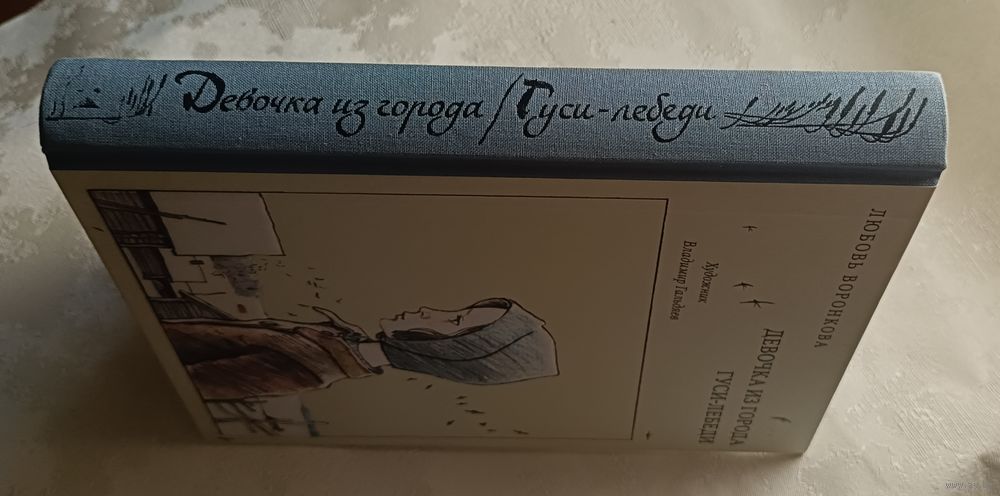 Девочка из города / Гуси-лебеди
ЛЮБОВЬ ВОРОНКОВА
ДЕВОЧКА ИЗ ГОРОДА
ГУСИ-ЛЕБЕДИ
Художник
Владимир Гальдяев